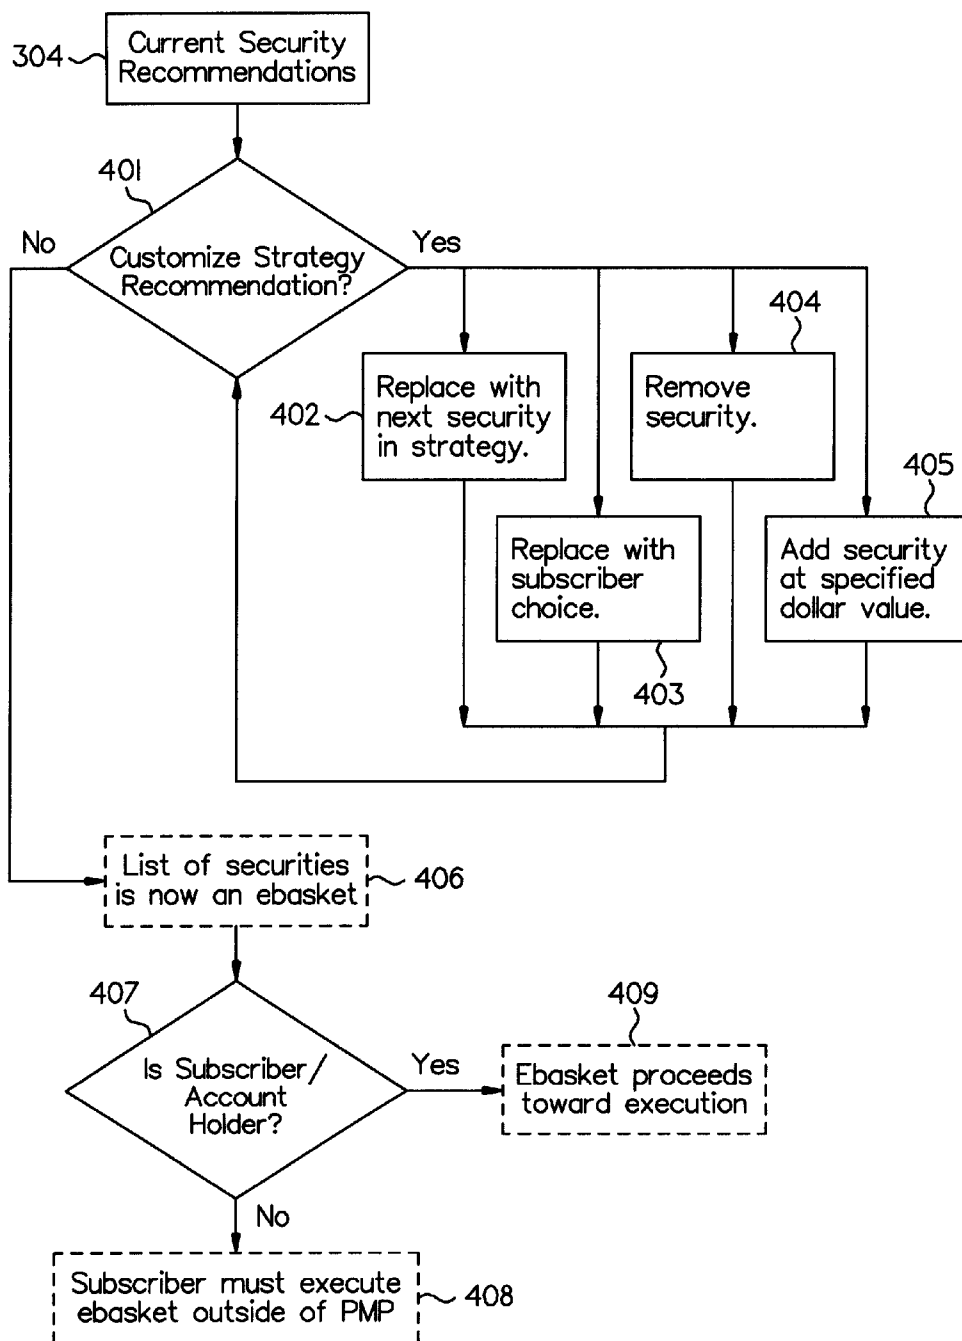 304
Current Security
Recommendations
401
No
Customize Strategy
Recommendation?
Yes
402
Replace with
next security
in strategy.
404
Remove
security.
Replace with
subscriber
choice.
403
405
Add security
at specified
dollar value.
List of securities
is now an ebasket
406
407
Is Subscriber/
Account
Holder?
Yes
409
Ebasket proceeds
toward execution
No
Subscriber must execute
ebasket outside of PMP
408